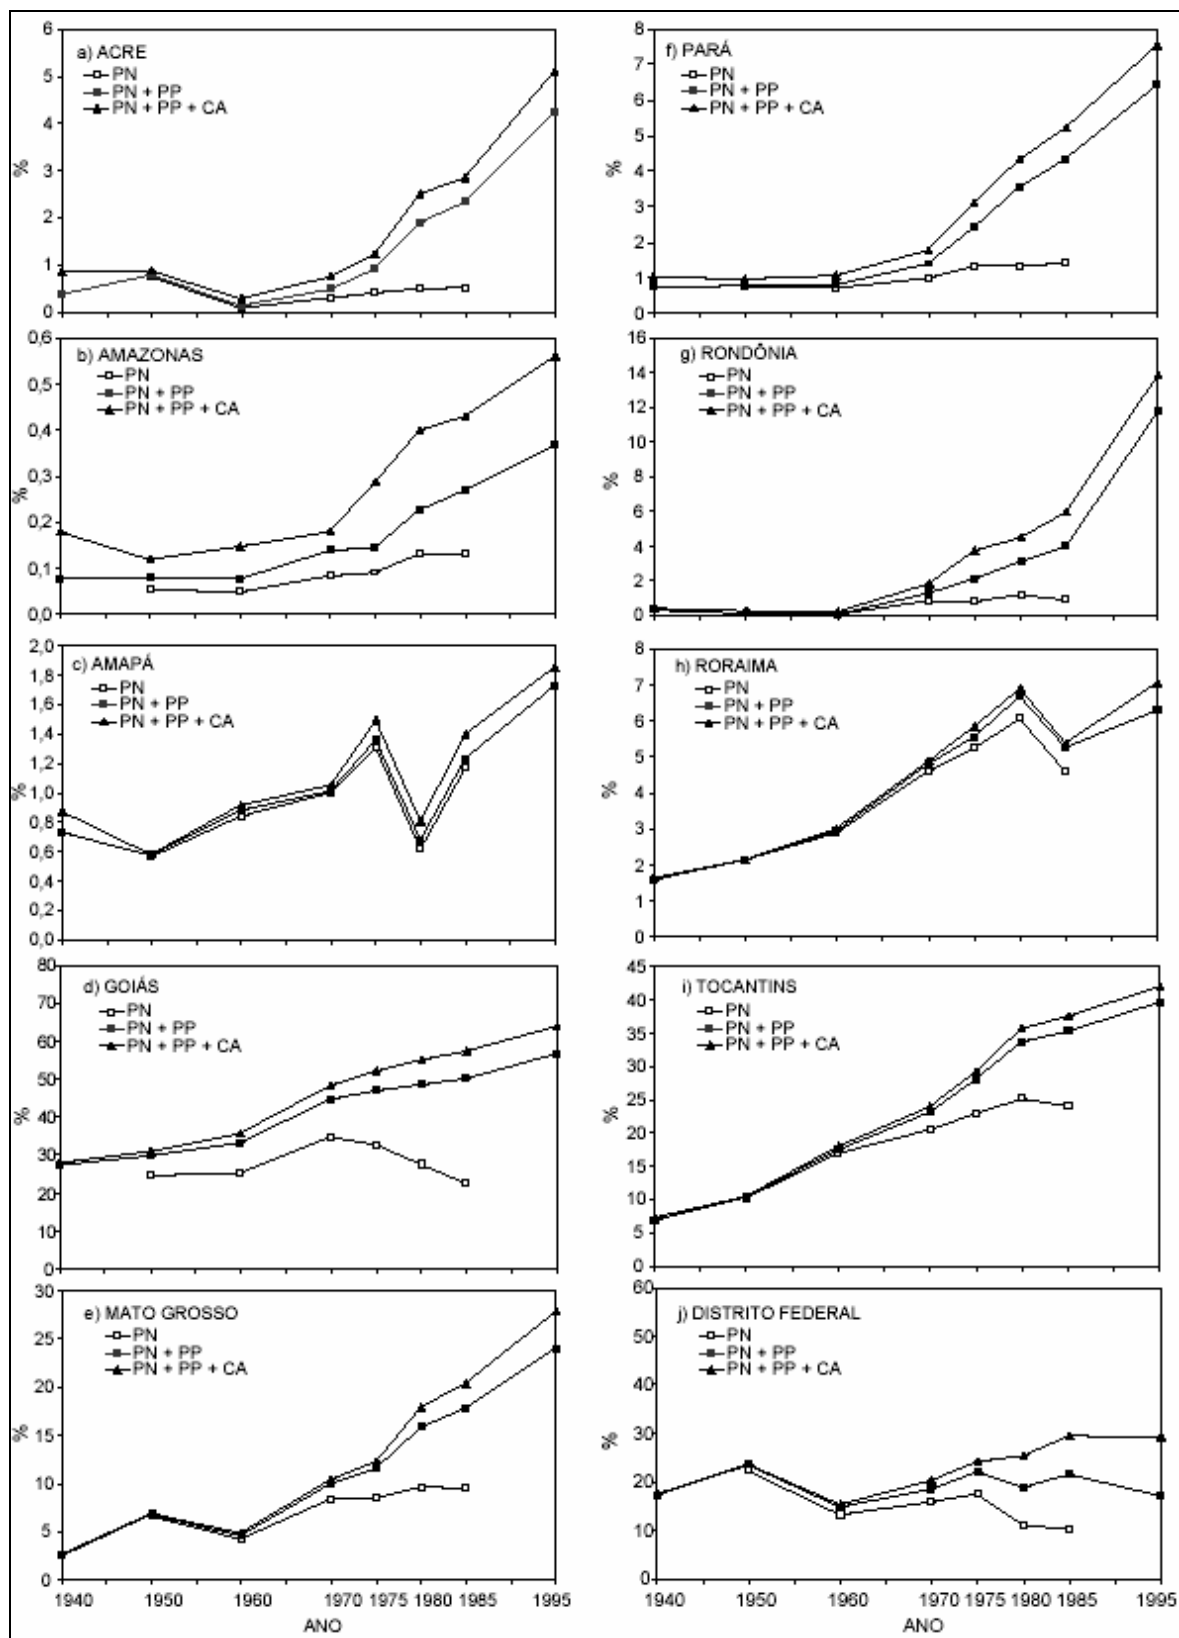 a) ACRE
PN
PN + PP
PN + PP + CA
%
6
5
4
3
2
1
0
f) PARÁ
PN
PN + PP
PN + PP + CA
%
8
7
6
5
4
3
2
1
0
b) AMAZONAS
PN
PN + PP
PN + PP + CA
%
0,6
0,5
0,4
0,3
0,2
0,1
0,0
g) RONDÔNIA
PN
PN + PP
PN + PP + CA
%
16
14
12
10
8
6
4
2
0
c) AMAPÁ
PN
PN + PP
PN + PP + CA
%
2,0
1,8
1,6
1,4
1,2
1,0
0,8
0,6
0,4
0,2
0,0
h) RORAIMA
PN
PN + PP
PN + PP + CA
%
8
7
6
5
4
3
2
1
0
d) GOIÁS
PN
PN + PP
PN + PP + CA
%
80
70
60
50
40
30
20
10
0
i) TOCANTINS
PN
PN + PP
PN + PP + CA
%
45
40
35
30
25
20
15
10
5
0
e) MATO GROSSO
PN
PN + PP
PN + PP + CA
%
30
25
20
15
10
5
0
1940 1950 1960 1970 1975 1980 1985 1995
ANO
j) DISTRITO FEDERAL
PN
PN + PP
PN + PP + CA
%
60
50
40
30
20
10
0
1940 1950 1960 1970 1975 1980 1985 1995
ANO